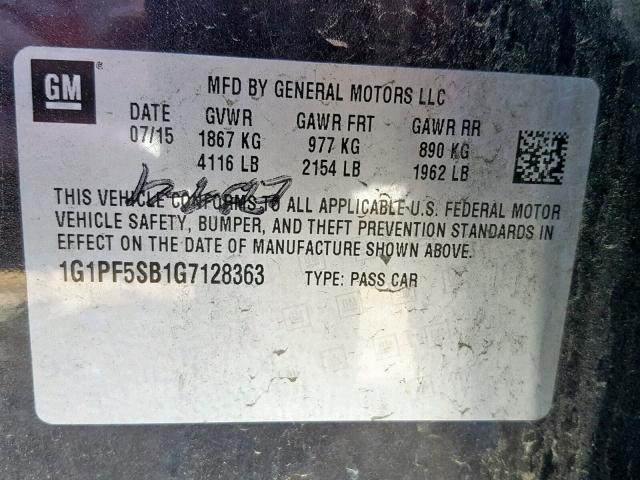 GM ® MFD BY GENERAL MOTORS LLC
DATE GVWR GAWR FRT GAWR RR
07/15 1867 KG 977 KG 890 KG
4116 LB 2154 LB 1962 LB
THIS VEHICLE CONFORMS TO ALL APPLICABLE U.S. FEDERAL MOTOR
VEHICLE SAFETY, BUMPER, AND THEFT PREVENTION STANDARDS IN
EFFECT ON THE DATE OF MANUFACTURE SHOWN ABOVE.
1G1PF5SB1G7128363 TYPE: PASS CAR